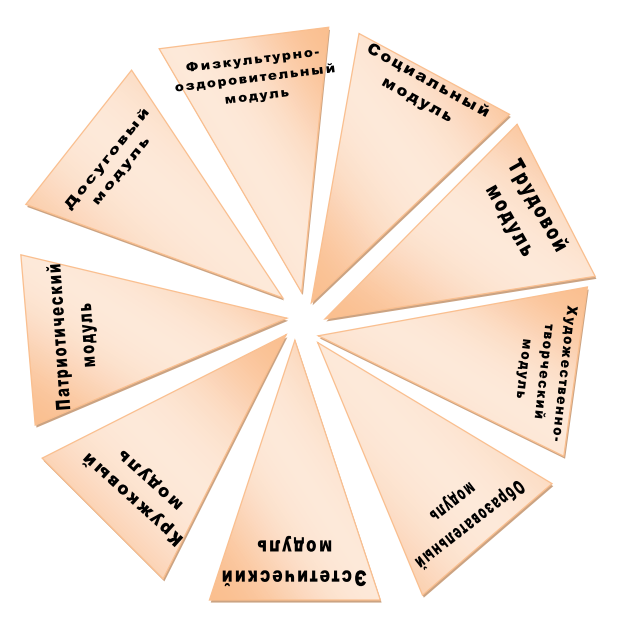 Физкультурно-
оздоровительный
модуль
Социальный
модуль
Трудовой
модуль
Художественно-
творческий
модуль
Образовательный
модуль
Эстетический
модуль
Кружковый
модуль
Патриотический
модуль
Досуговый
модуль